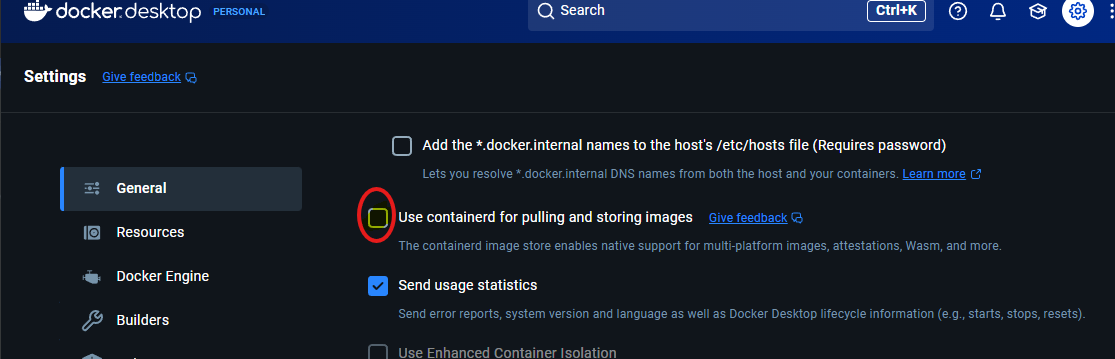 docker.desktop PERSONAL Search Ctrl+K
Settings Give feedback
Add the *.docker.internal names to the host's /etc/hosts file (Requires password)
Lets you resolve *.docker.internal DNS names from both the host and your containers. Learn more
General
Resources
Docker Engine
Builders
Use containerd for pulling and storing images Give feedback
The containerd image store enables native support for multi-platform images, attestations, Wasm, and more.
Send usage statistics
Send error reports, system version and language as well as Docker Desktop lifecycle information (e.g., starts, stops, resets).
Use Enhanced Container Isolation